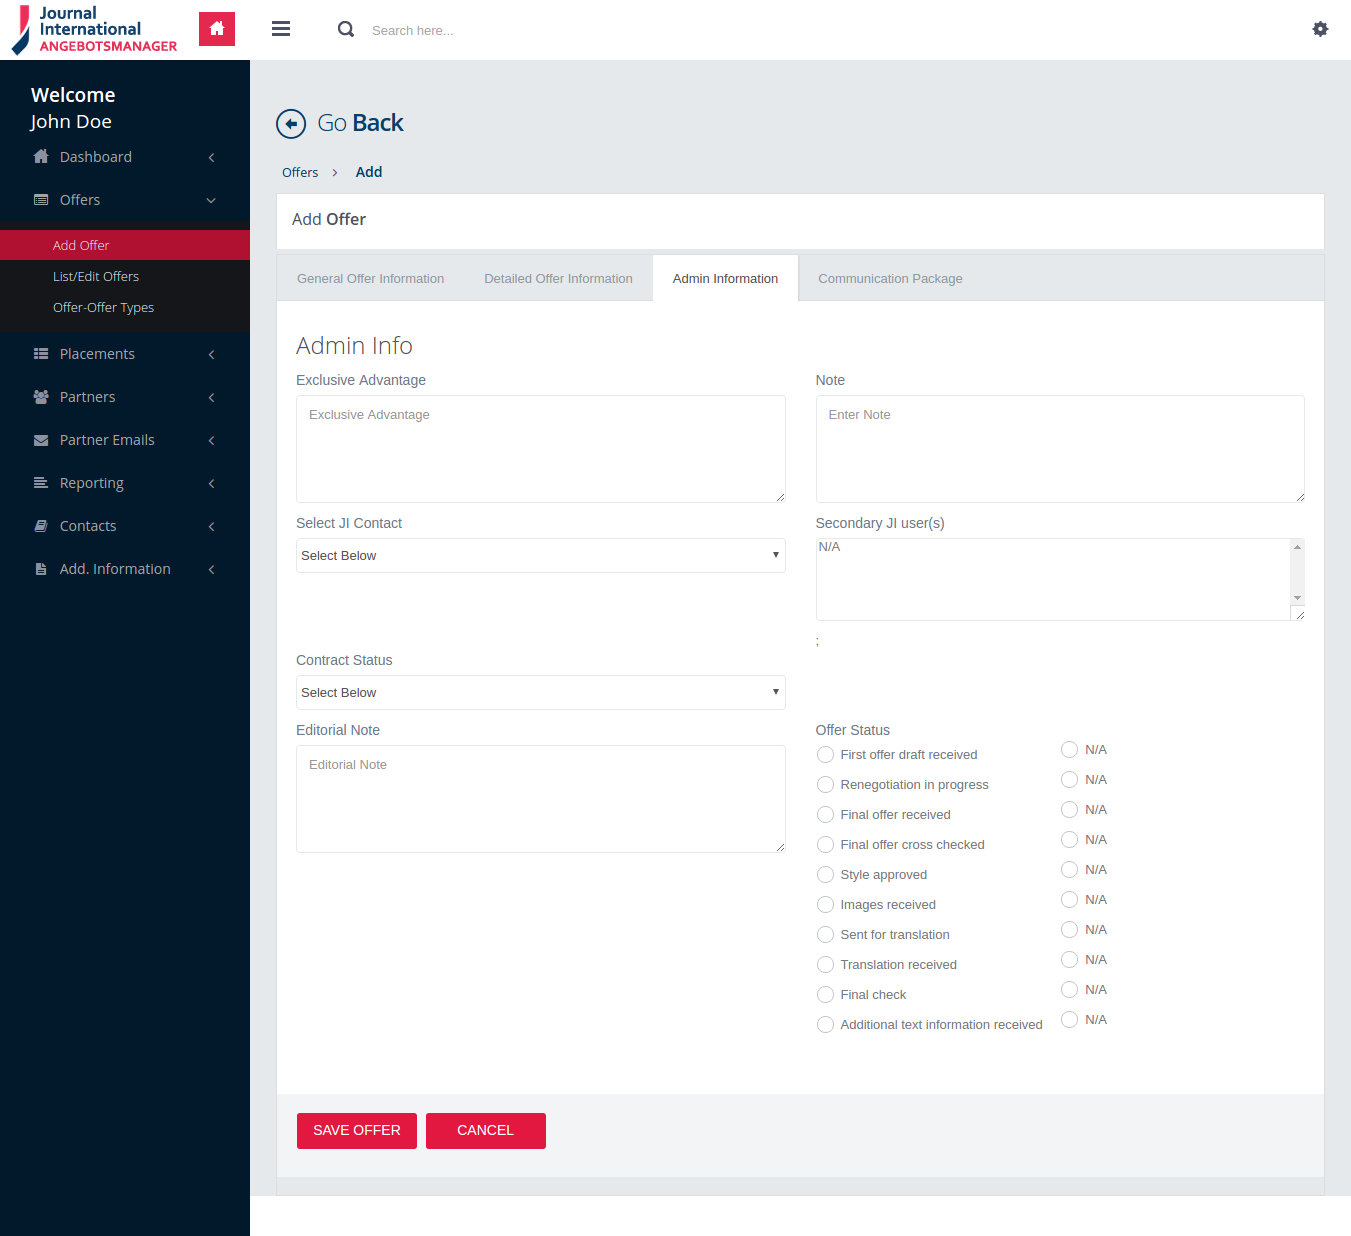 Journal
International
ANGEBOTSMANAGER
Search here...
Welcome
John Doe
Dashboard
Offers
Add Offer
List/Edit Offers
Offer-Offer Types
Placements
Partners
Partner Emails
Reporting
Contacts
Add. Information
Go Back
Offers > Add
Add Offer
General Offer Information
Detailed Offer Information
Admin Information
Communication Package
Admin Info
Exclusive Advantage
Exclusive Advantage
Note
Enter Note
Select JI Contact
Select Below
Secondary JI user(s)
N/A
;
Contract Status
Select Below
Editorial Note
Editorial Note
Offer Status
First offer draft received N/A
Renegotiation in progress N/A
Final offer received N/A
Final offer cross checked N/A
Style approved N/A
Images received N/A
Sent for translation N/A
Translation received N/A
Final check N/A
Additional text information received N/A
SAVE OFFER
CANCEL